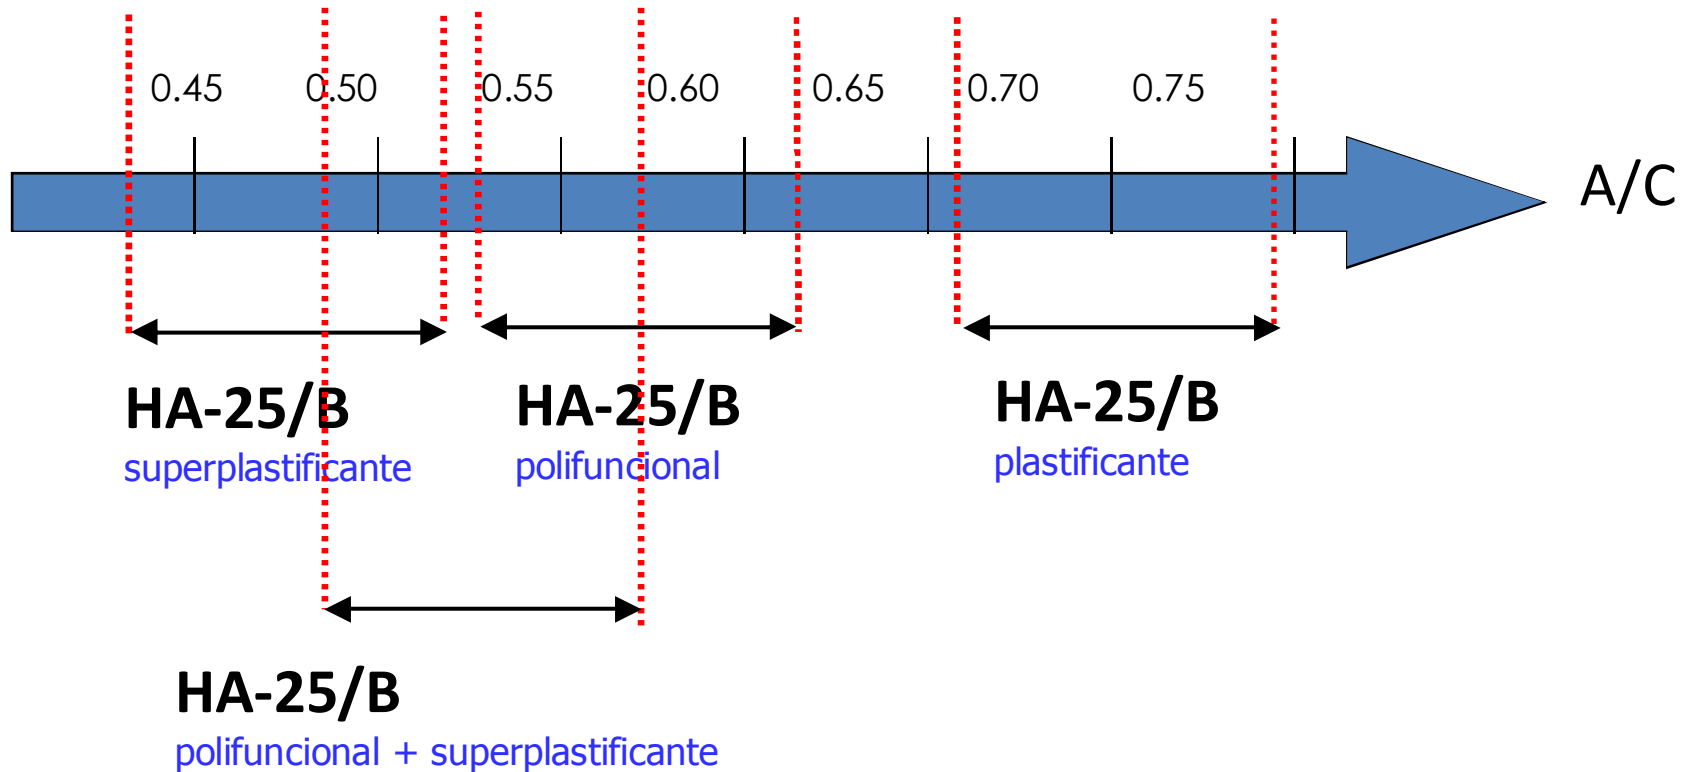 0.45 0.50 0.55 0.60 0.65 0.70 0.75
A/C
HA-25/B
superplastificante
HA-25/B
polifuncional
HA-25/B
plastificante
HA-25/B
polifuncional + superplastificante